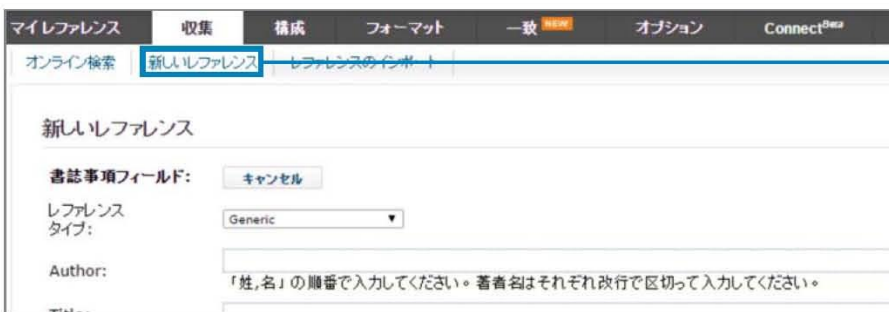 マイレファレンス 収集 構成 フォーマット 一致 NEW オプション Connect Beta
オンライン検索 新しいレファレンス レファレンスのインポート
新しいレファレンス
書誌事項フィールド: キャンセル
レファレンス
タイプ: Generic
Author:
「姓,名」の順番で入力してください。著者名はそれぞれ改行で区切って入力してください。